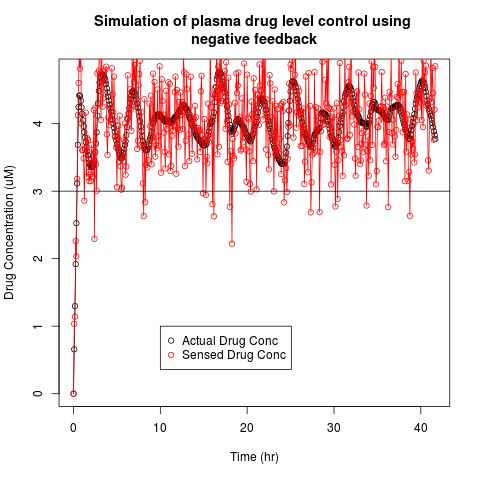 Simulation of plasma drug level control using
negative feedback
Drug Concentration (uM)
4
3
2
1
0
Actual Drug Conc
Sensed Drug Conc
0
10
20
30
40
Time (hr)